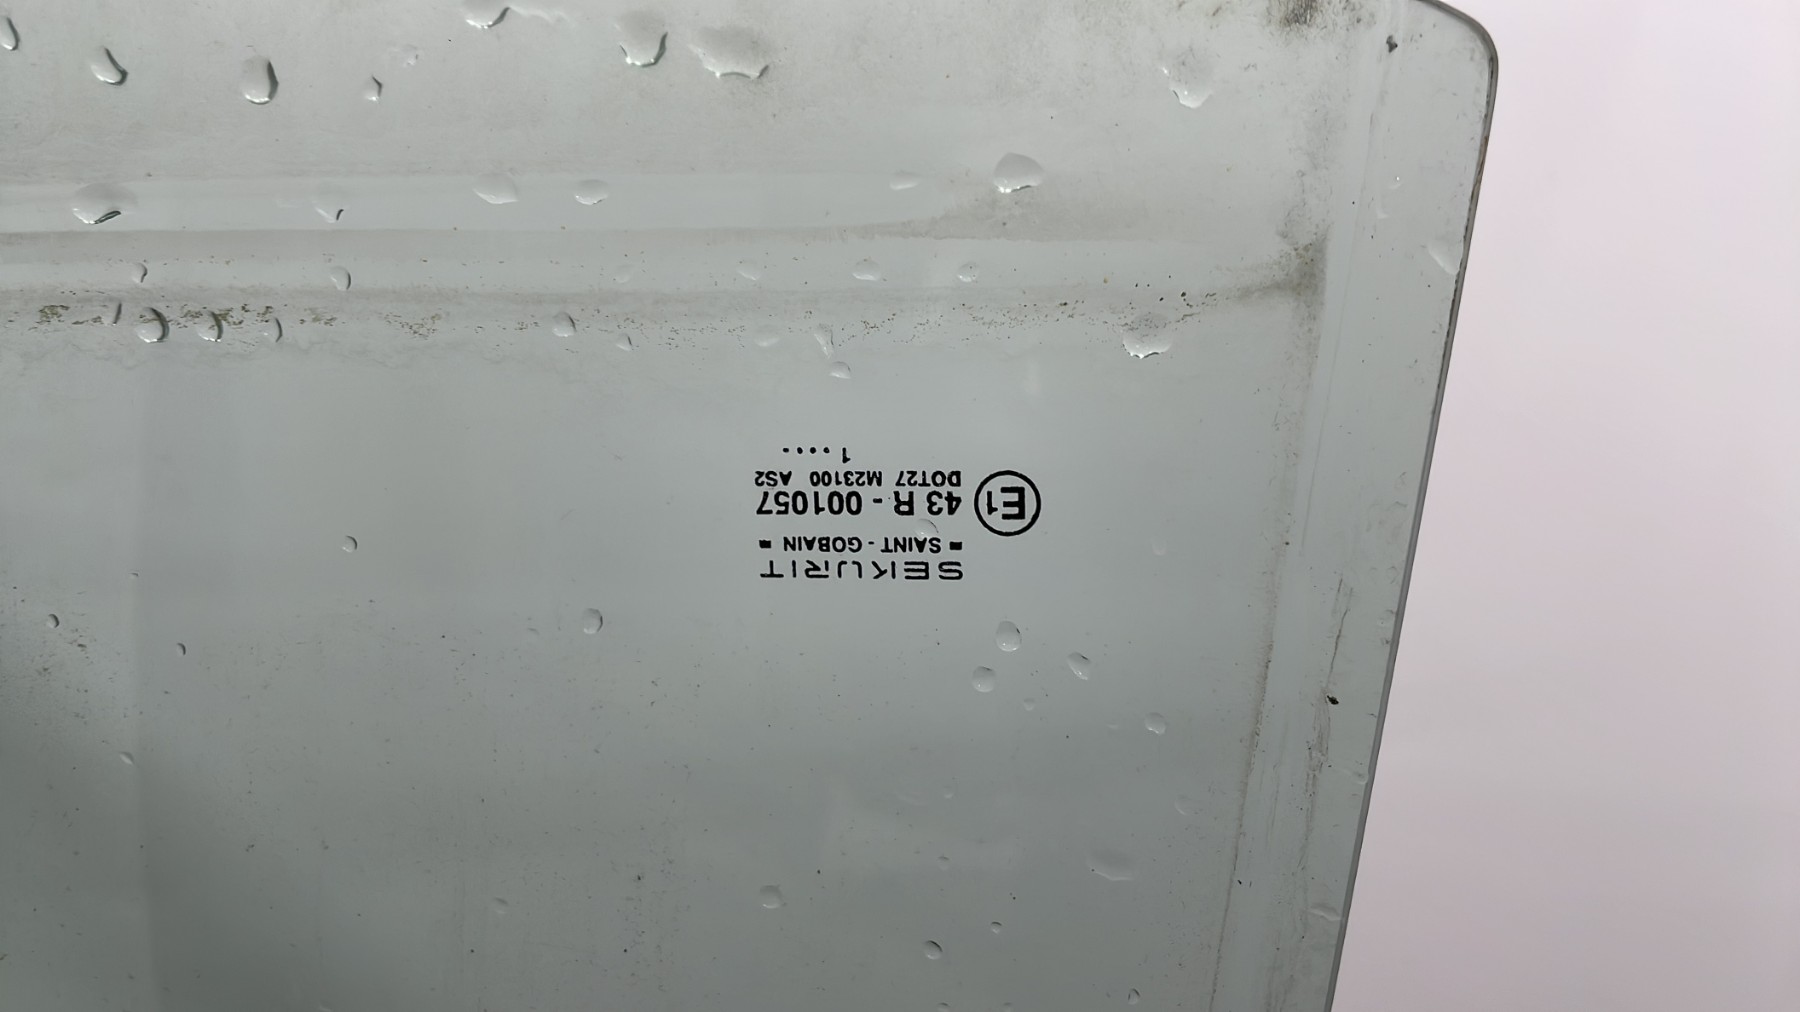 SEKURIT
SAINT - GOBAIN
E1 43 R - 001057
DOT27 M23100 AS2
1....